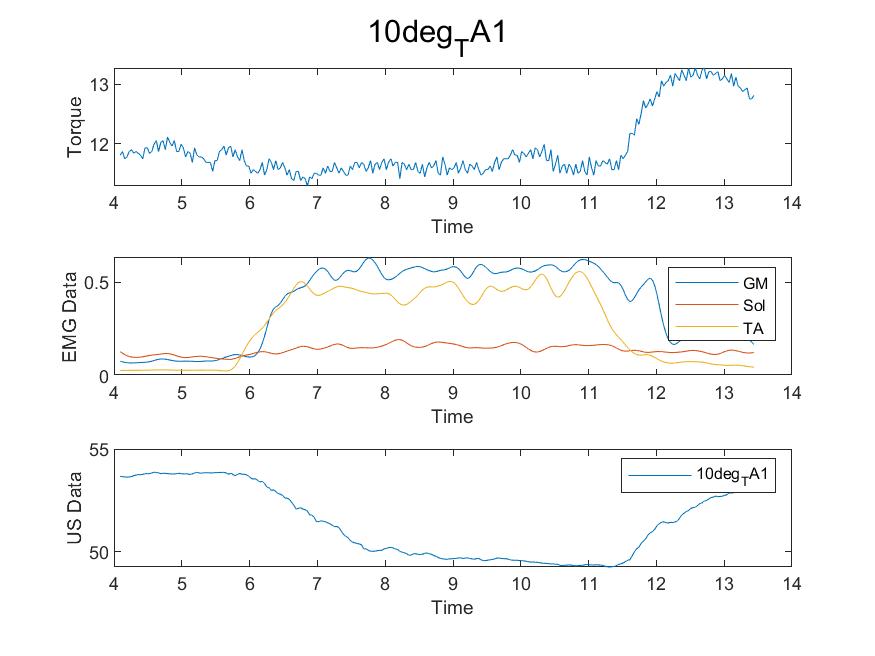 10deg_TA1
13
12
Torque
4 5 6 7 8 9 10 11 12 13 14
Time
0.5
0
EMG Data
GM
Sol
TA
4 5 6 7 8 9 10 11 12 13 14
Time
55
50
US Data
10deg_TA1
4 5 6 7 8 9 10 11 12 13 14
Time